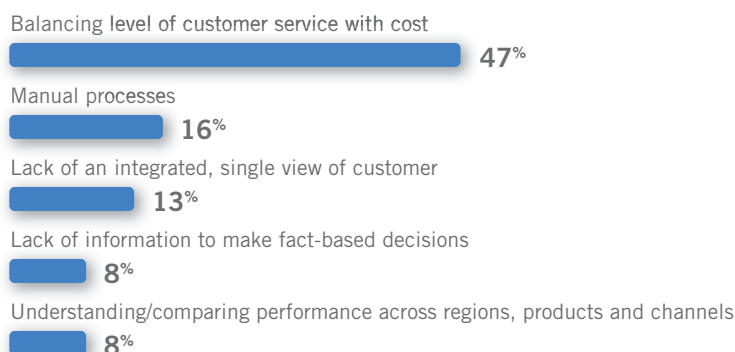 Balancing level of customer service with cost
47%
Manual processes
16%
Lack of an integrated, single view of customer
13%
Lack of information to make fact-based decisions
8%
Understanding/comparing performance across regions, products and channels
8%